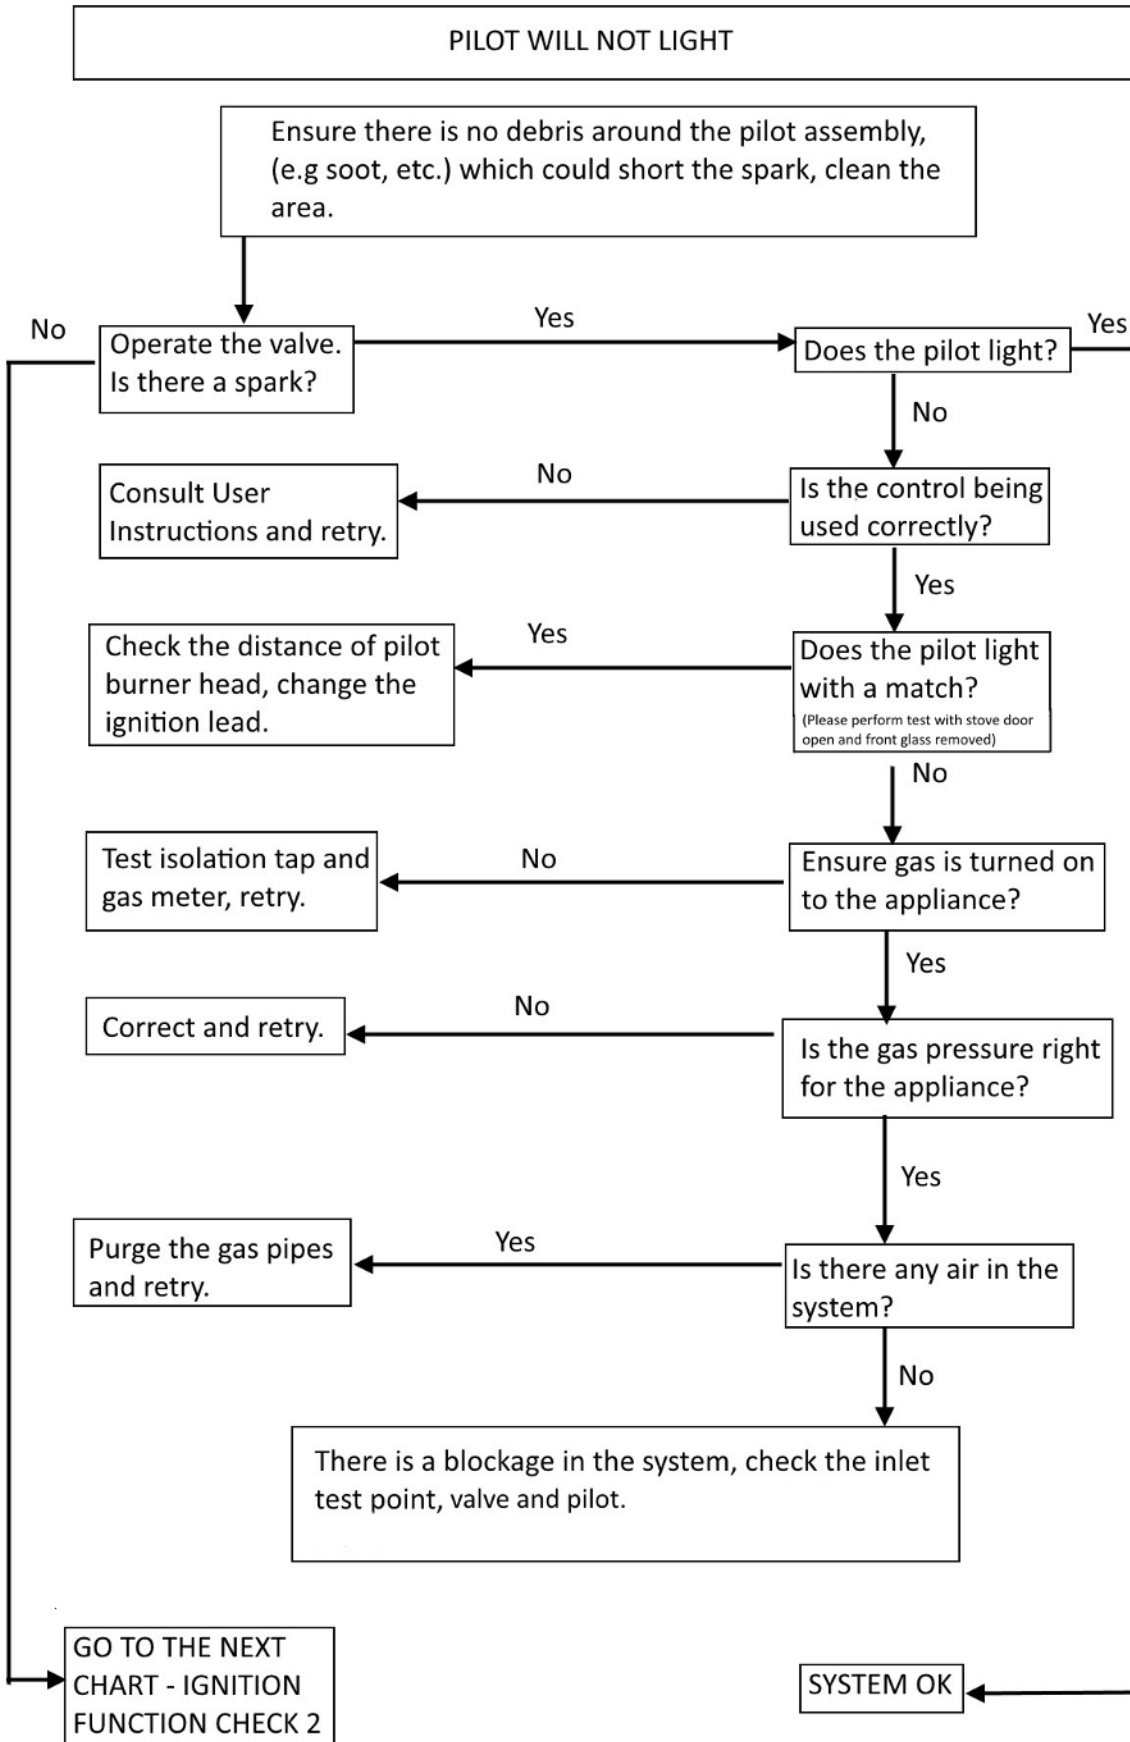 PILOT WILL NOT LIGHT
Ensure there is no debris around the pilot assembly,
(e.g soot, etc.) which could short the spark, clean the
area.
No
Operate the valve.
Is there a spark?
Yes
Does the pilot light?
Yes
No
Consult User
Instructions and retry.
No
Is the control being
used correctly?
Yes
Check the distance of pilot
burner head, change the
ignition lead.
Yes
Does the pilot light
with a match?
(Please perform test with stove door
open and front glass removed)
No
Test isolation tap and
gas meter, retry.
No
Ensure gas is turned on
to the appliance?
Yes
Correct and retry.
No
Is the gas pressure right
for the appliance?
Yes
Purge the gas pipes
and retry.
Yes
Is there any air in the
system?
No
There is a blockage in the system, check the inlet
test point, valve and pilot.
GO TO THE NEXT
CHART - IGNITION
FUNCTION CHECK 2
SYSTEM OK